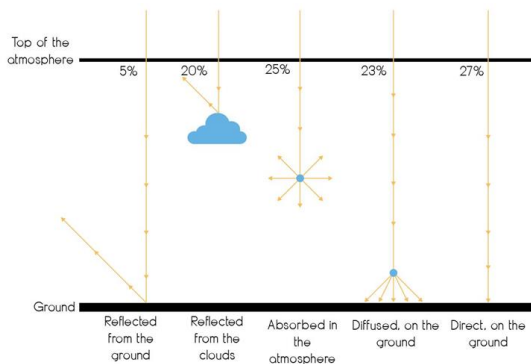 Top of the
atmosphere
5%
20%
25%
23%
27%
Ground
Reflected
from the
ground
Reflected
from the
clouds
Absorbed in
the
atmosphere
Diffused, on the
ground
Direct, on the
ground